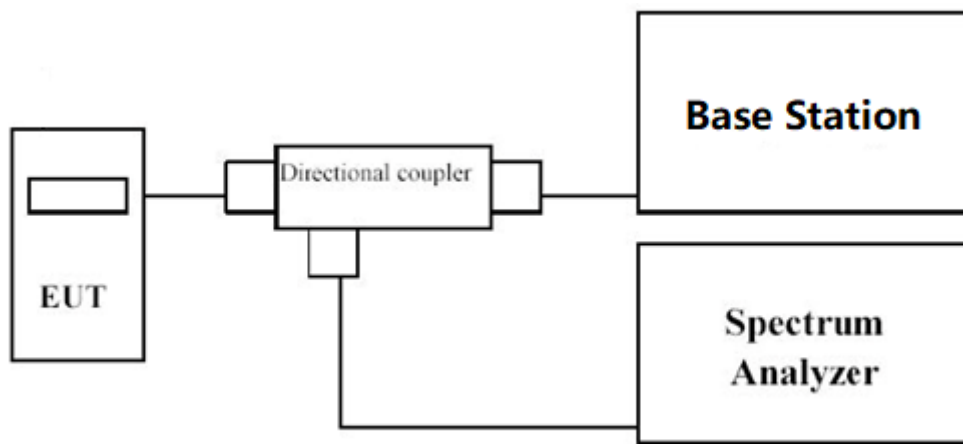 Base Station
Directional coupler
EUT
Spectrum
Analyzer